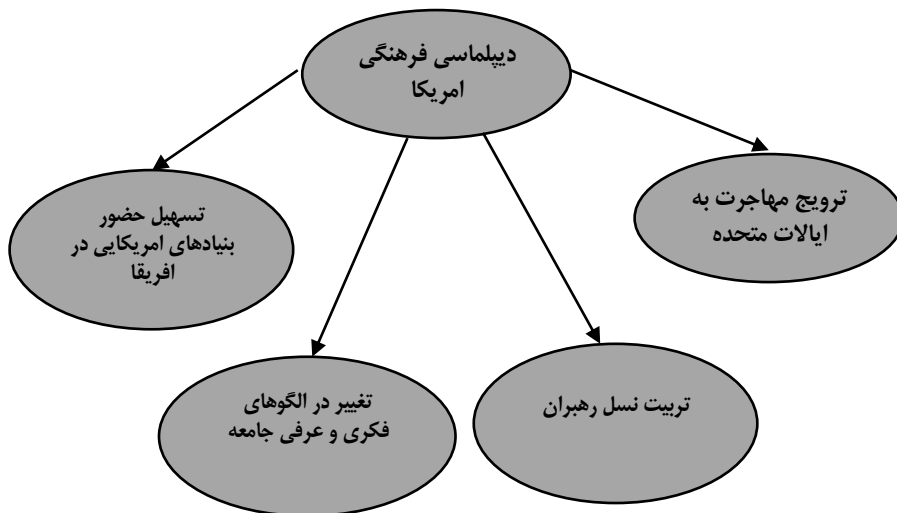 دیپلماسی فرهنگی
امریکا
ترویج مهاجرت به
ایالات متحده
تسهیل حضور
بنیادهای امریکایی در
افریقا
تربیت نسل رهبران
تغییر در الگوهای
فکری و عرفی جامعه